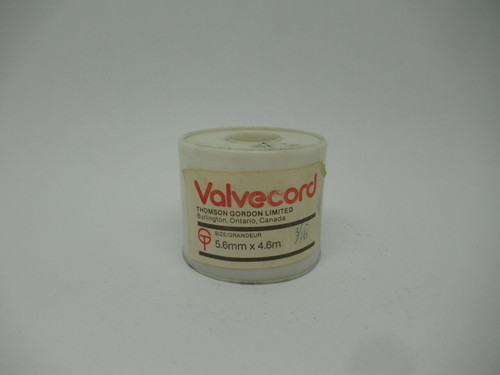 Valvecord
THOMSON GORDON LIMITED
Burlington, Ontario, Canada
SIZE/GRANDEUR
5.6mm x 4.6m
3/16